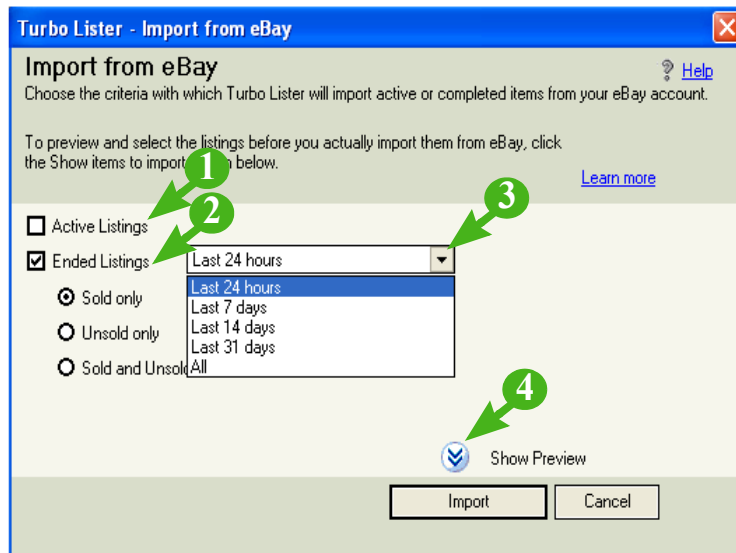 Turbo Lister - Import from eBay
Import from eBay
Help
Choose the criteria with which Turbo Lister will import active or completed items from your eBay account.
To preview and select the listings before you actually import them from eBay, click
the Show items to import below.
Learn more
1
Active Listings
2
3
Ended Listings
Last 24 hours
Last 24 hours
Sold only
Last 7 days
Last 14 days
Unsold only
Last 31 days
Sold and Unsold
All
4
Show Preview
Import
Cancel